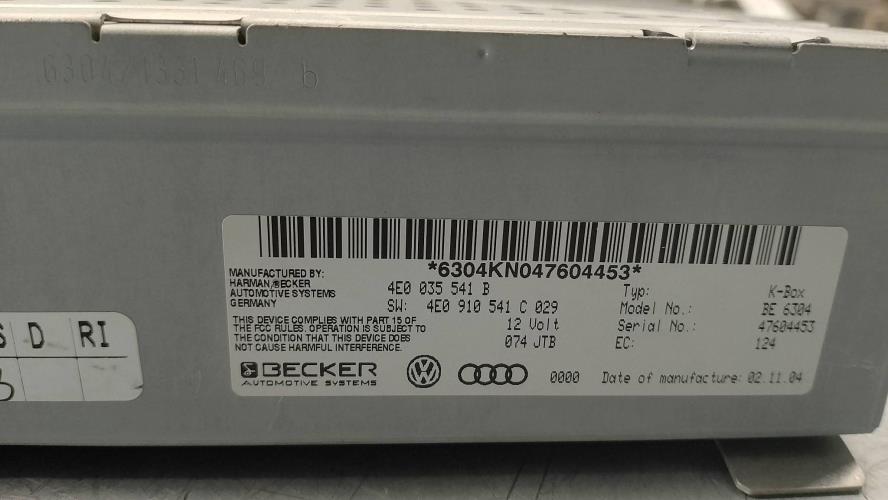 630471331 469 b
*6304KN047604453*
MANUFACTURED BY:
HARMAN/BECKER
AUTOMOTIVE SYSTEMS
GERMANY
4E0 035 541 B
SW: 4E0 910 541 C 029
THIS DEVICE COMPLIES WITH PART 15 OF
THE FCC RULES. OPERATION IS SUBJECT TO
THE CONDITION THAT THIS DEVICE DOES
NOT CAUSE HARMFUL INTERFERENCE.
12 Volt
074 JTB
Typ: K-Box
Model No.: BE 6304
Serial No.: 47604453
EC: 124
BECKER
AUTOMOTIVE SYSTEMS
0000
Date of manufacture: 02.11.04
S D RI